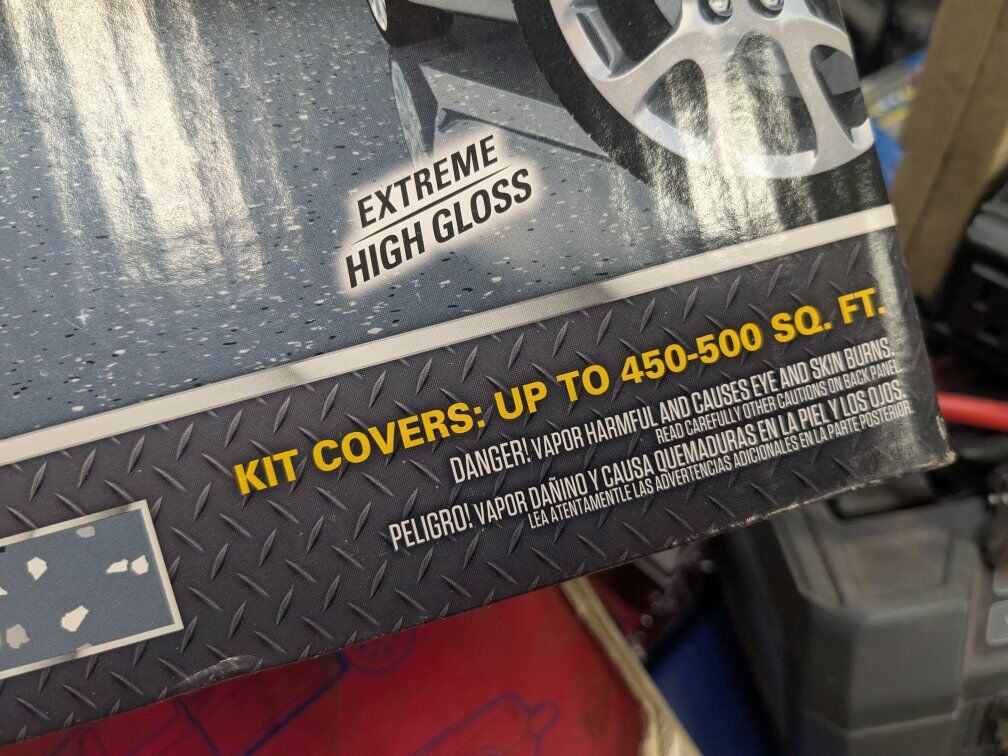 EXTREME
HIGH GLOSS
KIT COVERS: UP TO 450-500 SQ. FT.
DANGER! VAPOR HARMFUL AND CAUSES EYE AND SKIN BURNS.
READ CAREFULLY OTHER CAUTIONS ON BACK PANEL
PELIGRO! VAPOR DAÑINO Y CAUSA QUEMADURAS EN LA PIEL Y LOS OJOS.
LEA ATENTAMENTLE LAS ADVERTENCIAS ADICIONALES EN LA PARTE POSTERIOR.